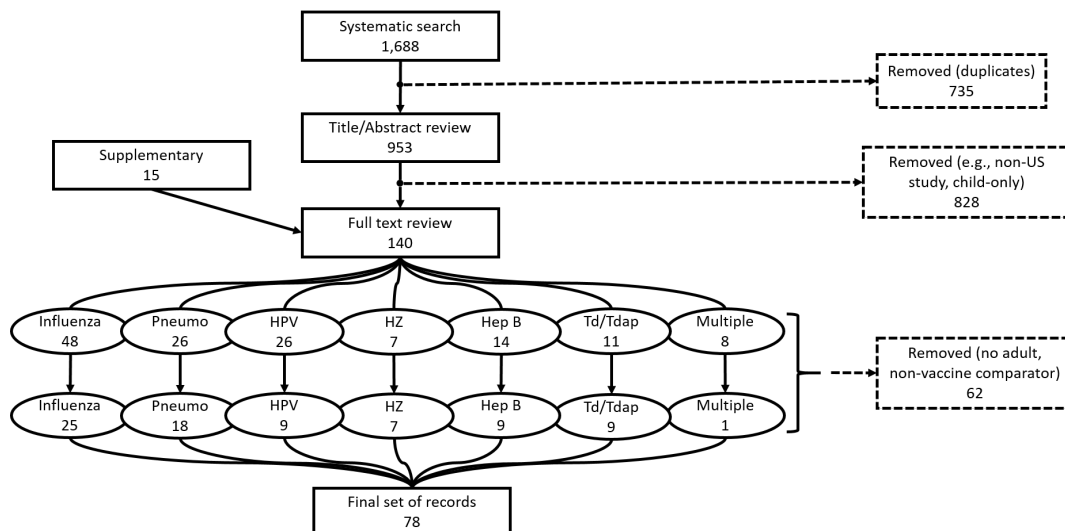 Systematic search
1,688
Removed (duplicates)
735
Title/Abstract review
953
Supplementary
15
Removed (e.g., non-US
study, child-only)
828
Full text review
140
Influenza
48
Pneumo
26
HPV
26
HZ
7
Hep B
14
Td/Tdap
11
Multiple
8
Removed (no adult,
non-vaccine comparator)
62
Influenza
25
Pneumo
18
HPV
9
HZ
7
Hep B
9
Td/Tdap
9
Multiple
1
Final set of records
78